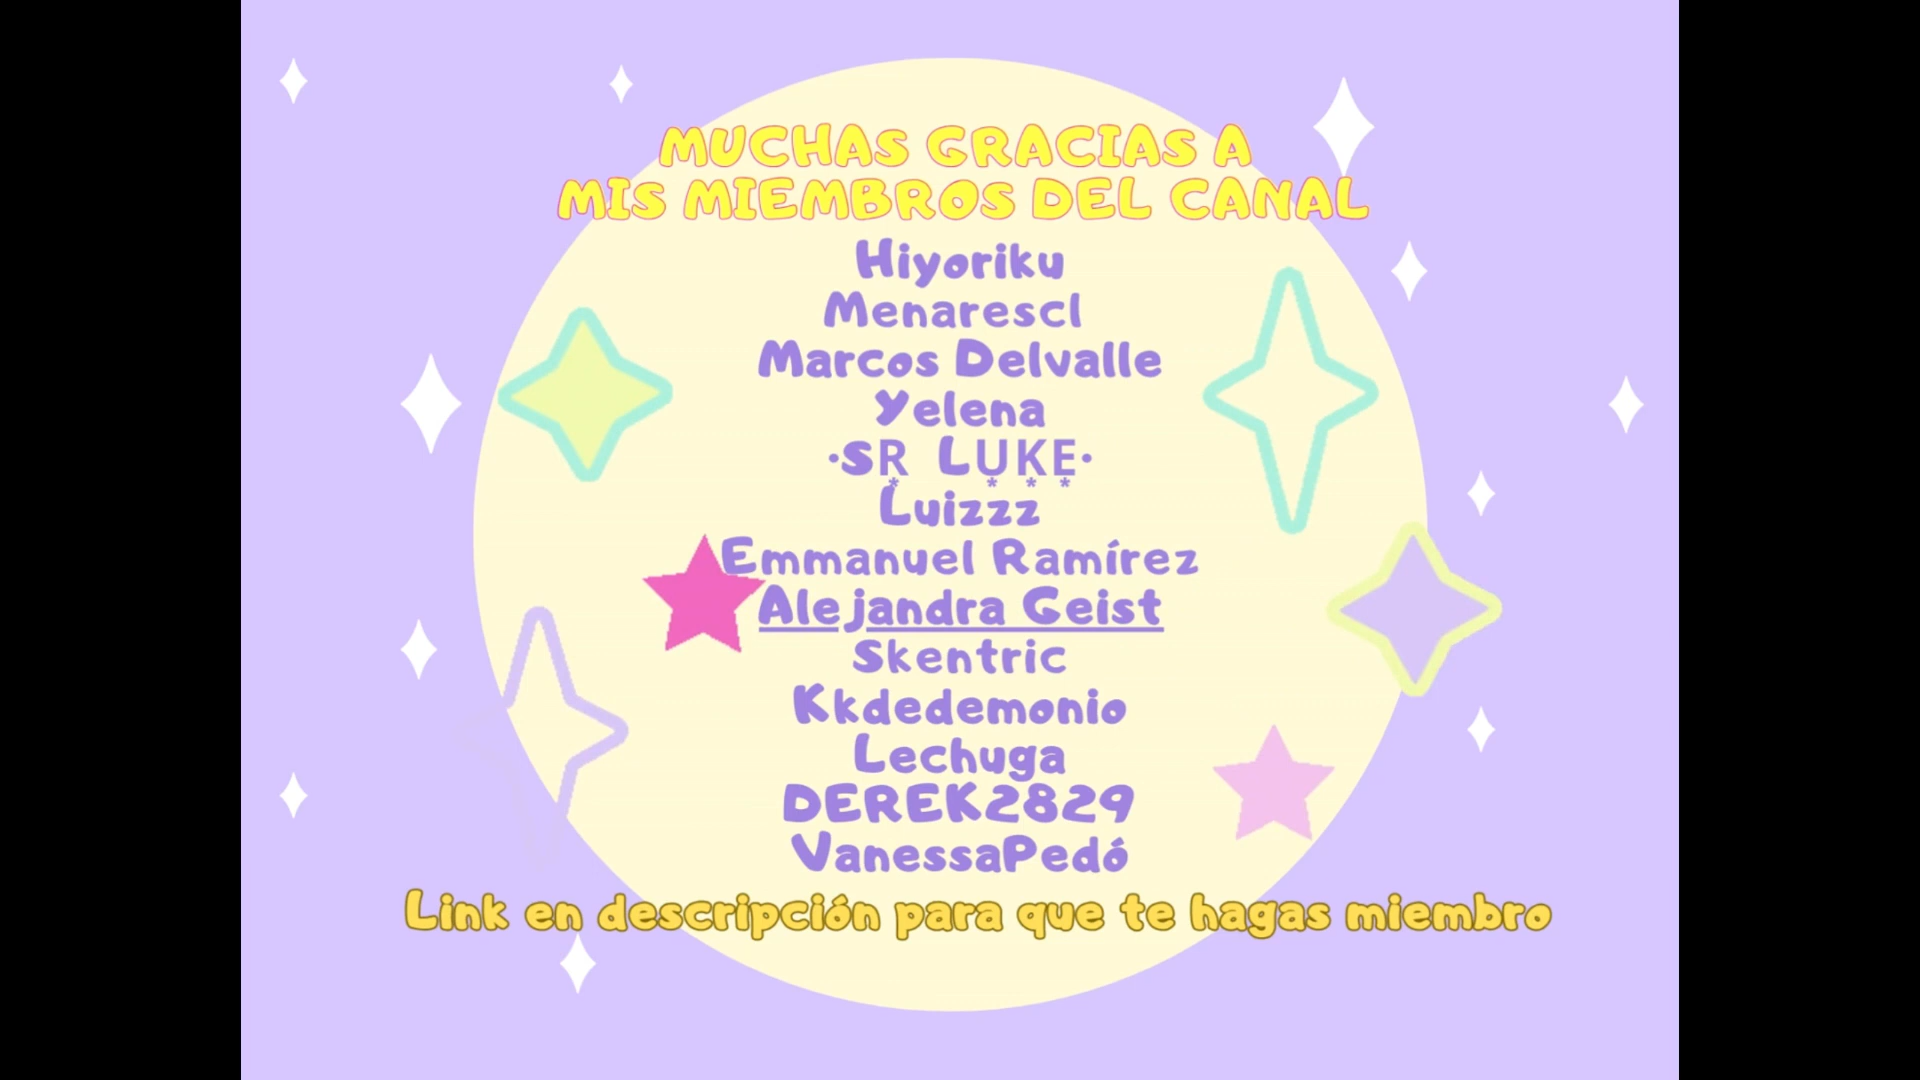 MUCHAS GRACIAS A
MIS MIEMBROS DEL CANAL
Hiyoriku
Menarescl
Marcos Delvalle
Yelena
·SR͙ LU͙K͙E͙·
Luizzz
Emmanuel Ramírez
Alejandra Geist
Skentric
Kkdedemonio
Lechuga
DEREK2829
VanessaPedó
Link en descripción para que te hagas miembro